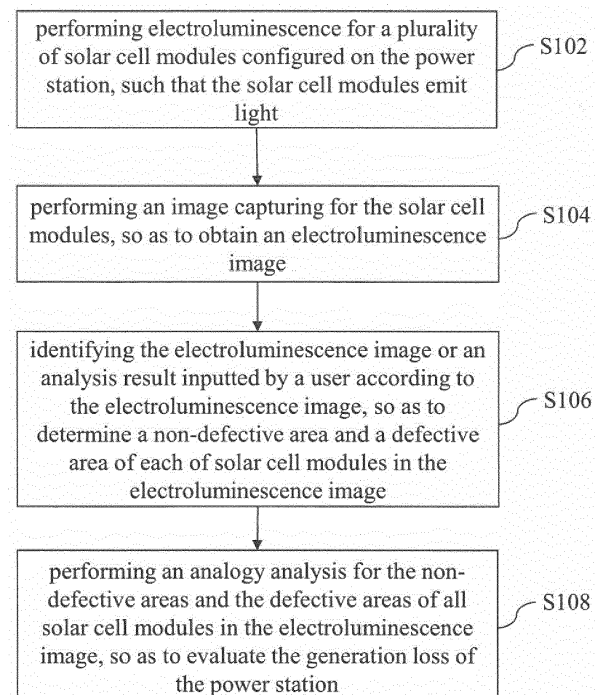 performing electroluminescence for a plurality
of solar cell modules configured on the power
station, such that the solar cell modules emit
light
S102
performing an image capturing for the solar cell
modules, so as to obtain an electroluminescence
image
S104
identifying the electroluminescence image or an
analysis result inputted by a user according to
the electroluminescence image, so as to
determine a non-defective area and a defective
area of each of solar cell modules in the
electroluminescence image
S106
performing an analogy analysis for the non-
defective areas and the defective areas of all
solar cell modules in the electroluminescence
image, so as to evaluate the generation loss of
the power station
S108